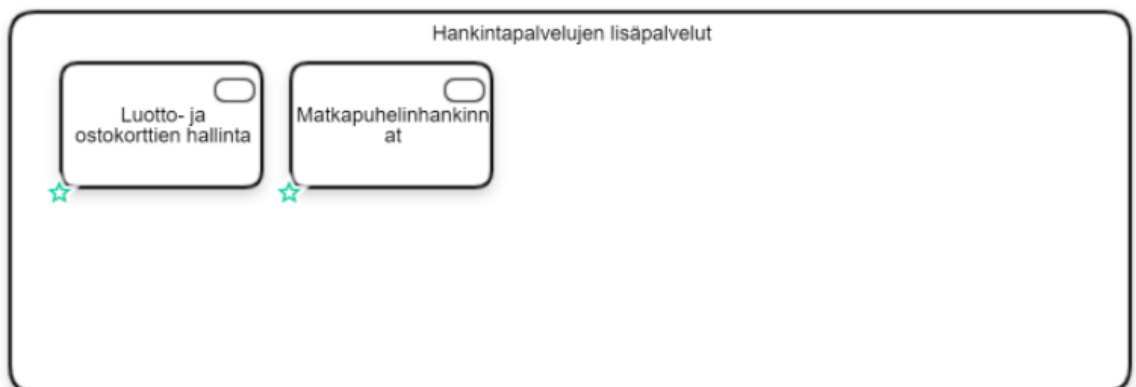 Hankintapalvelujen lisäpalvelut
Luotto- ja
ostokorttien hallinta
Matkapuhelinhankinn
at